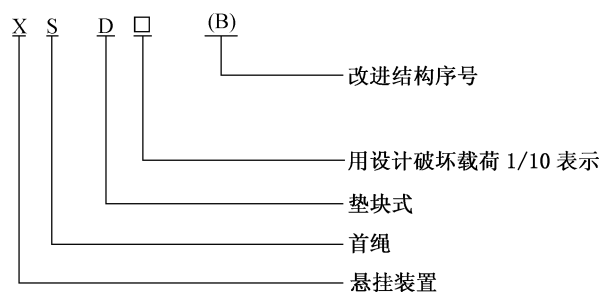 X S D □ (B)
改进结构序号
用设计破坏载荷 1/10 表示
垫块式
首绳
悬挂装置